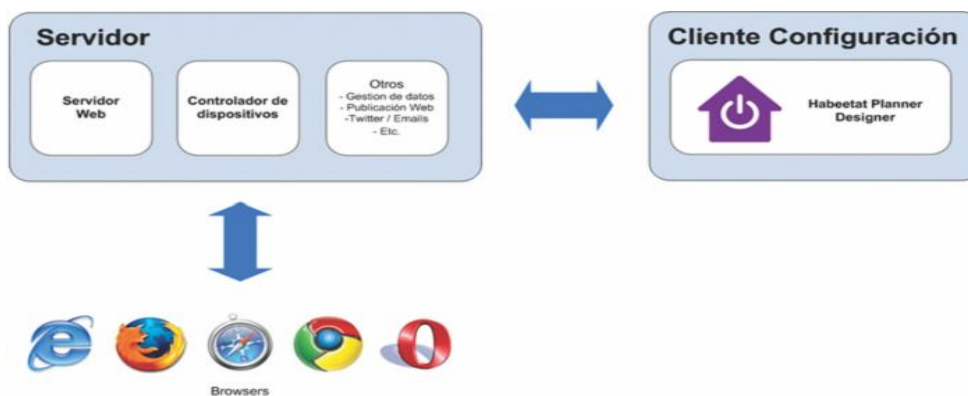 Servidor
Servidor
Web
Controlador de
dispositivos
Otros
- Gestion de datos
- Publicación Web
-Twitter / Emails
- Etc.
Cliente Configuración
Habeetat Planner
Designer
Browsers